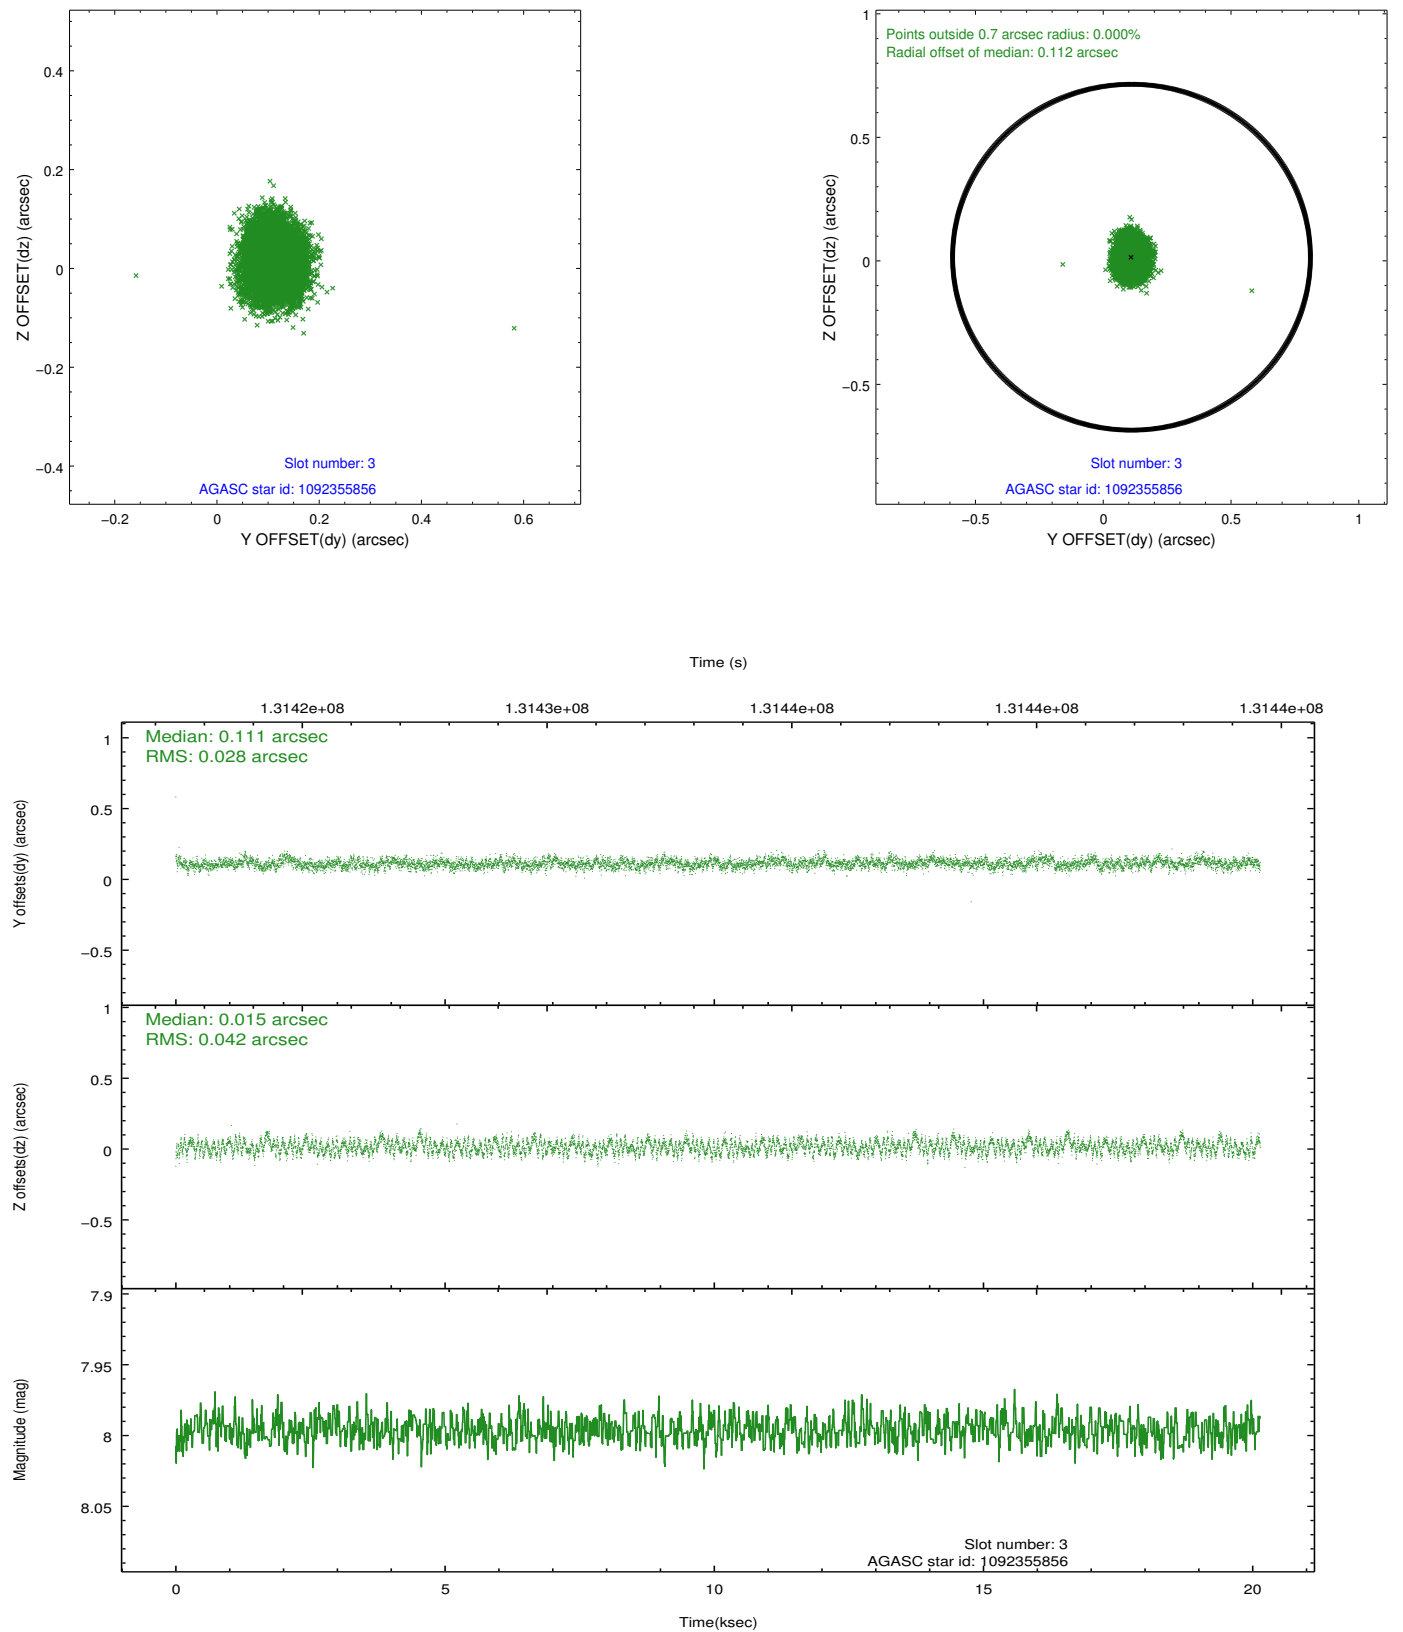 0.4
0.2
0
−0.2
−0.4
Z OFFSET(dz) (arcsec)
Slot number: 3
AGASC star id: 1092355856
−0.2 0 0.2 0.4 0.6
Y OFFSET(dy) (arcsec)
Points outside 0.7 arcsec radius: 0.000%
Radial offset of median: 0.112 arcsec
1
0.5
0
−0.5
Z OFFSET(dz) (arcsec)
Slot number: 3
AGASC star id: 1092355856
−0.5 0 0.5 1
Y OFFSET(dy) (arcsec)
Time (s)
1.3142e+08 1.3143e+08 1.3144e+08 1.3144e+08 1.3144e+08
Median: 0.111 arcsec
RMS: 0.028 arcsec
1
0.5
0
−0.5
Y offsets(dy) (arcsec)
Median: 0.015 arcsec
RMS: 0.042 arcsec
1
0.5
0
−0.5
Z offsets(dz) (arcsec)
7.9
7.95
8
8.05
Magnitude (mag)
Slot number: 3
AGASC star id: 1092355856
0 5 10 15 20
Time(ksec)